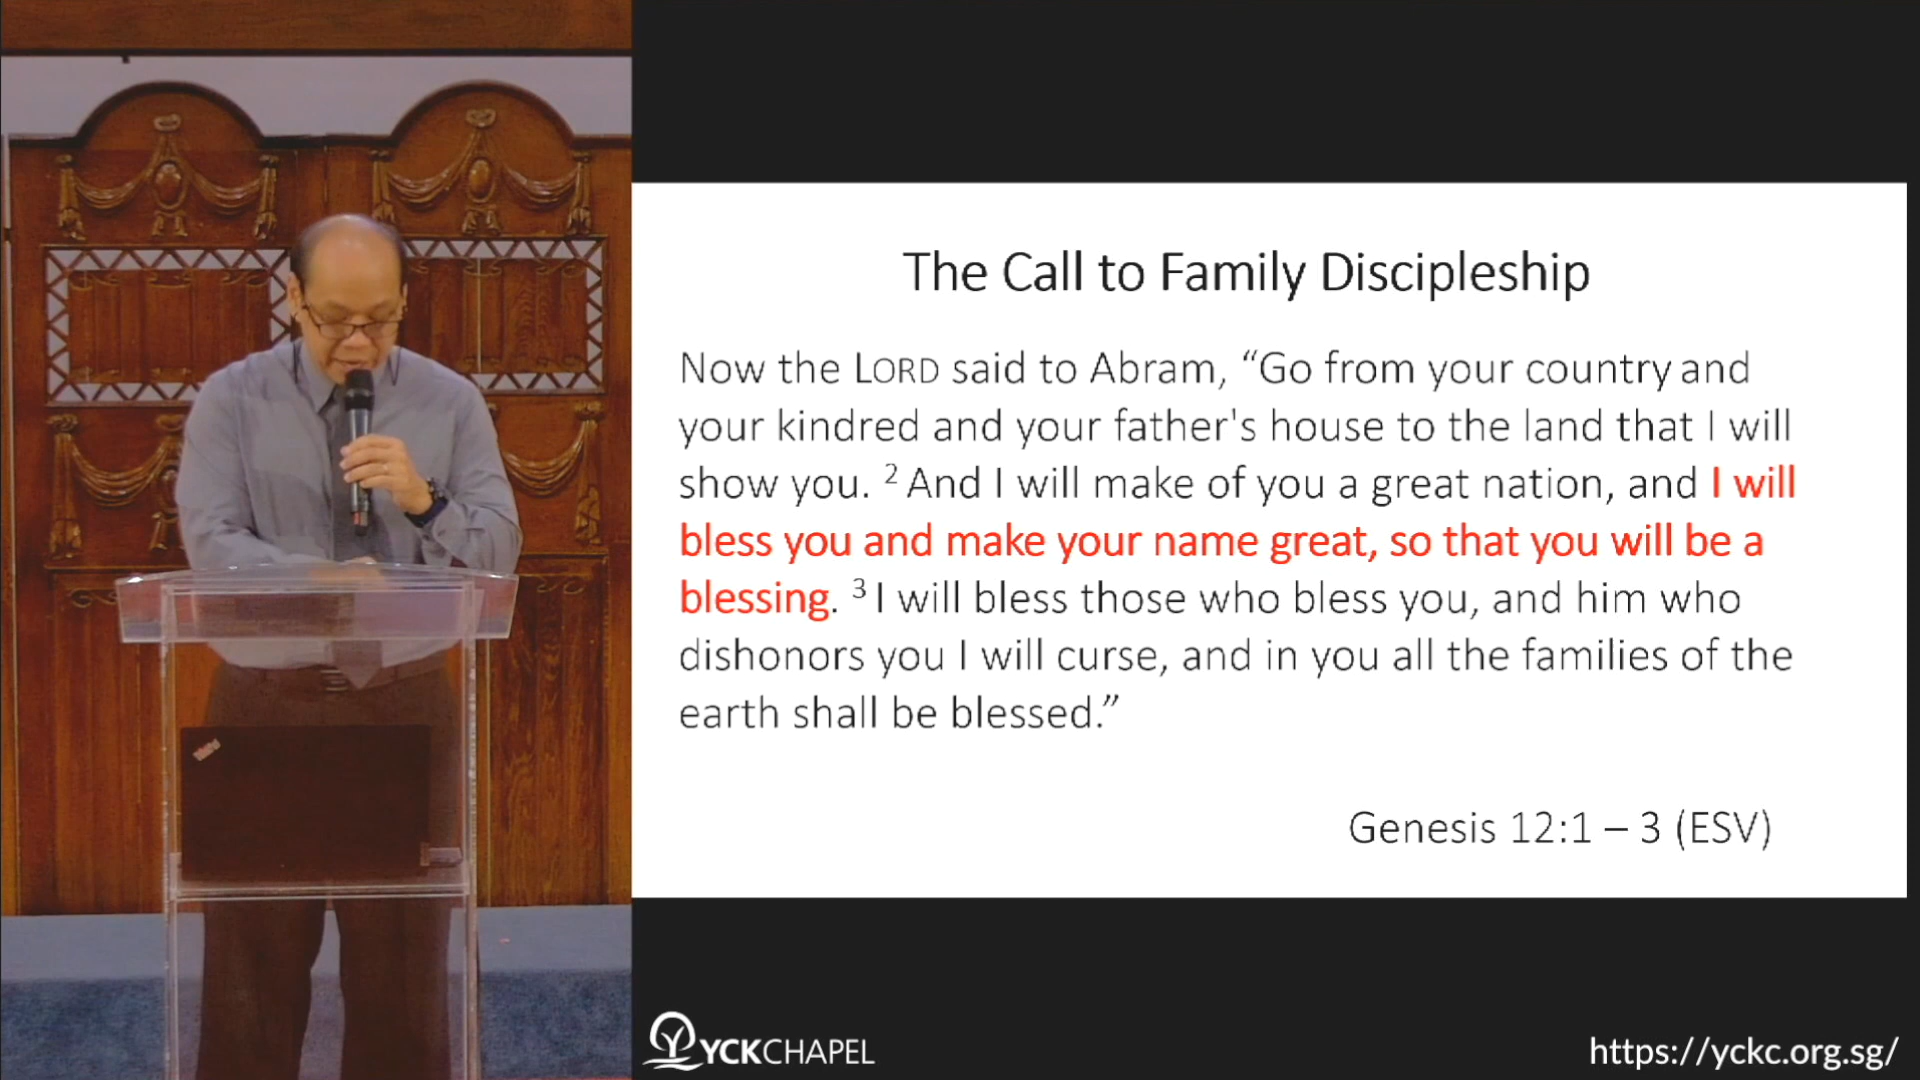 The Call to Family Discipleship
Now the LORD said to Abram, “Go from your country and
your kindred and your father's house to the land that I will
show you. ² And I will make of you a great nation, and I will
bless you and make your name great, so that you will be a
blessing. ³ I will bless those who bless you, and him who
dishonors you I will curse, and in you all the families of the
earth shall be blessed.”
Genesis 12:1 – 3 (ESV)
YCKCHAPEL
https://yckc.org.sg/